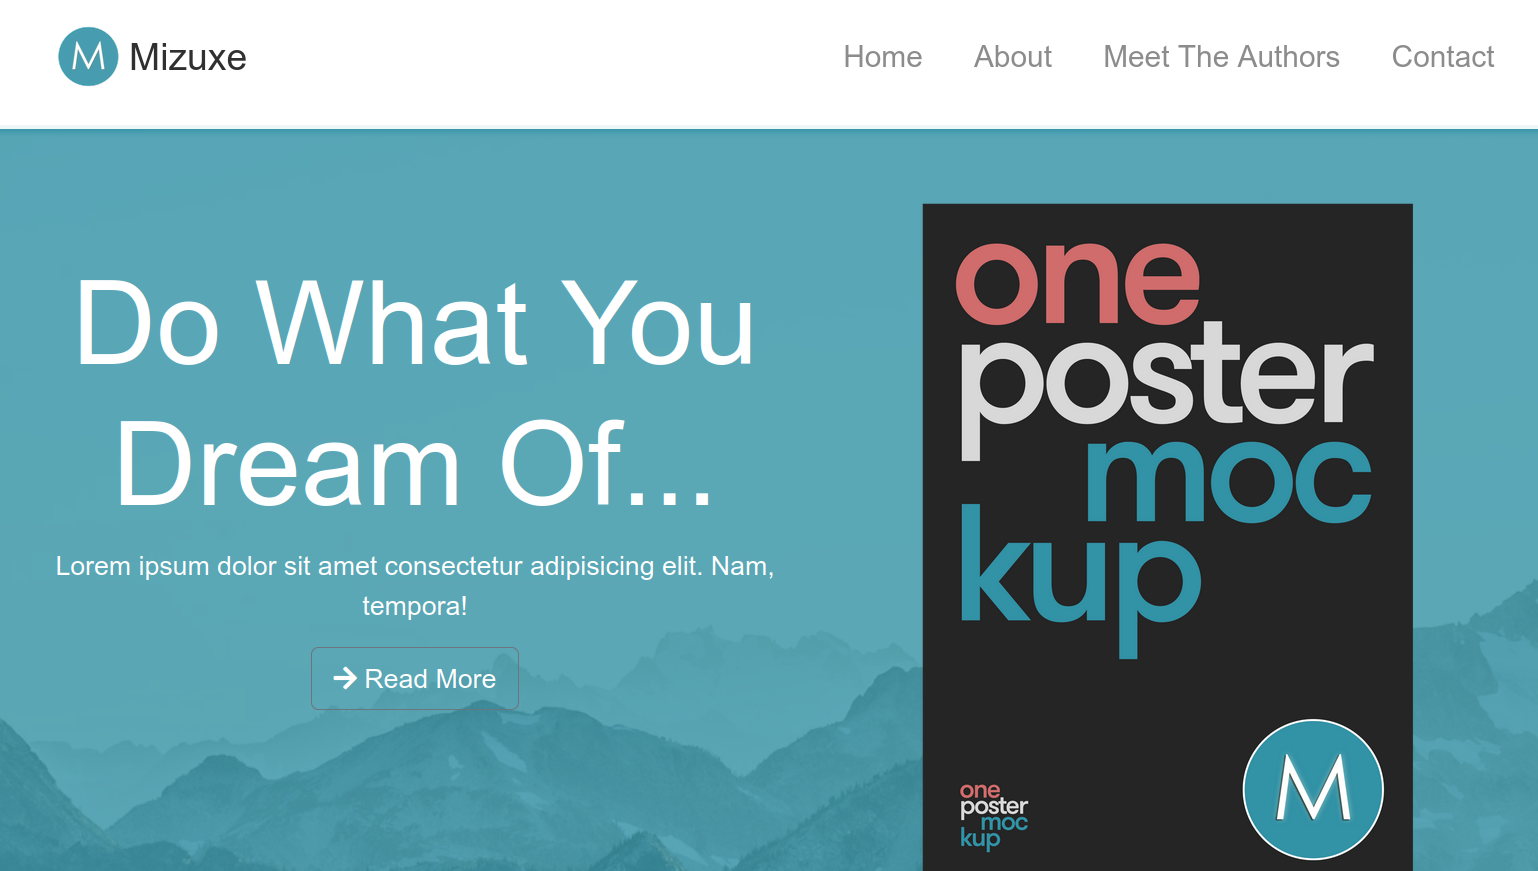 M Mizuxe
Home About Meet The Authors Contact
Do What You
Dream Of...
Lorem ipsum dolor sit amet consectetur adipisicing elit. Nam,
tempora!
Read More
one
poster
moc
kup
one
poster
moc
kup
M